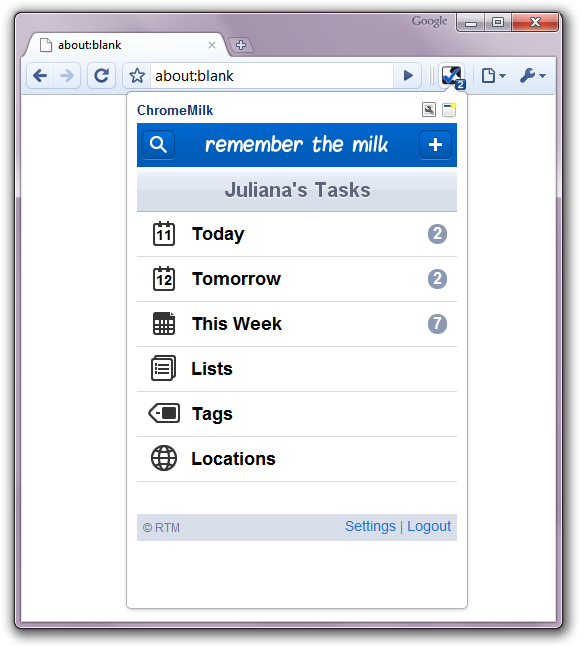 Google
about:blank
about:blank
2
ChromeMilk
remember the milk
Juliana's Tasks
11 Today 2
12 Tomorrow 2
This Week 7
Lists
Tags
Locations
© RTM Settings | Logout